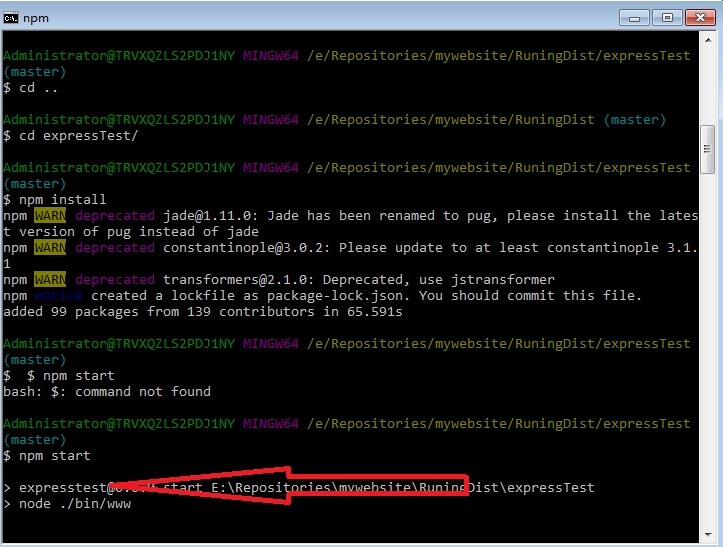 npm
Administrator@TRVXQZLS2PDJ1NY MINGW64 /e/Repositories/mywebsite/RuningDist/expressTest
(master)
$ cd ..
Administrator@TRVXQZLS2PDJ1NY MINGW64 /e/Repositories/mywebsite/RuningDist (master)
$ cd expressTest/
Administrator@TRVXQZLS2PDJ1NY MINGW64 /e/Repositories/mywebsite/RuningDist/expressTest
(master)
$ npm install
npm WARN deprecated jade@1.11.0: Jade has been renamed to pug, please install the lates
t version of pug instead of jade
npm WARN deprecated constantinople@3.0.2: Please update to at least constantinople 3.1.
1
npm WARN deprecated transformers@2.1.0: Deprecated, use jstransformer
npm notice created a lockfile as package-lock.json. You should commit this file.
added 99 packages from 139 contributors in 65.591s
Administrator@TRVXQZLS2PDJ1NY MINGW64 /e/Repositories/mywebsite/RuningDist/expressTest
(master)
$  $ npm start
bash: $: command not found
Administrator@TRVXQZLS2PDJ1NY MINGW64 /e/Repositories/mywebsite/RuningDist/expressTest
(master)
$ npm start
> expresstest@0.0.0 start E:\Repositories\mywebsite\RuningDist\expressTest
> node ./bin/www